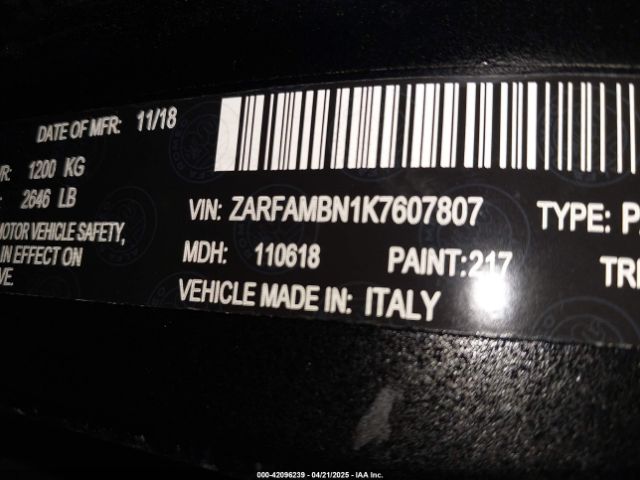 DATE OF MFR: 11/18
1200 KG
2646 LB
VIN: ZARFAMBN1K7607807
TYPE:
MOTOR VEHICLE SAFETY,
MDH: 110618
PAINT: 217
IN EFFECT ON
VEHICLE MADE IN: ITALY
000-42096239 - 04/21/2025 - IAA Inc.